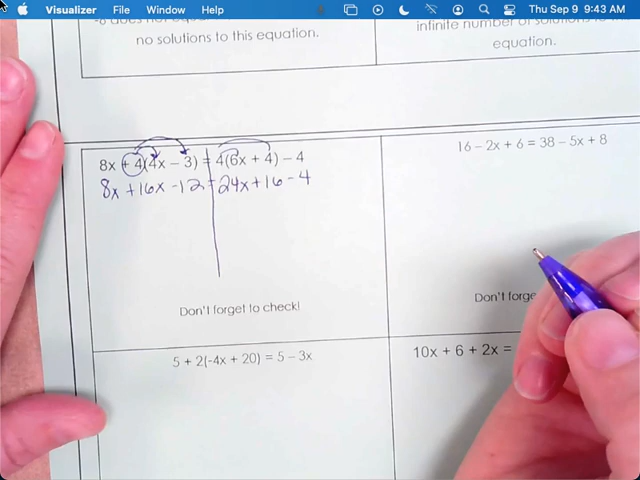 Visualizer File Window Help Thu Sep 9 9:43 AM
no solutions to this equation.
infinite number of solutions to
equation.
8x + 4(4x – 3) = 4(6x + 4) – 4
8x + 16x - 12 = 24x + 16 - 4
16 – 2x + 6 = 38 – 5x + 8
Don't forget to check!
Don't forge
5 + 2(-4x + 20) = 5 – 3x
10x + 6 + 2x =